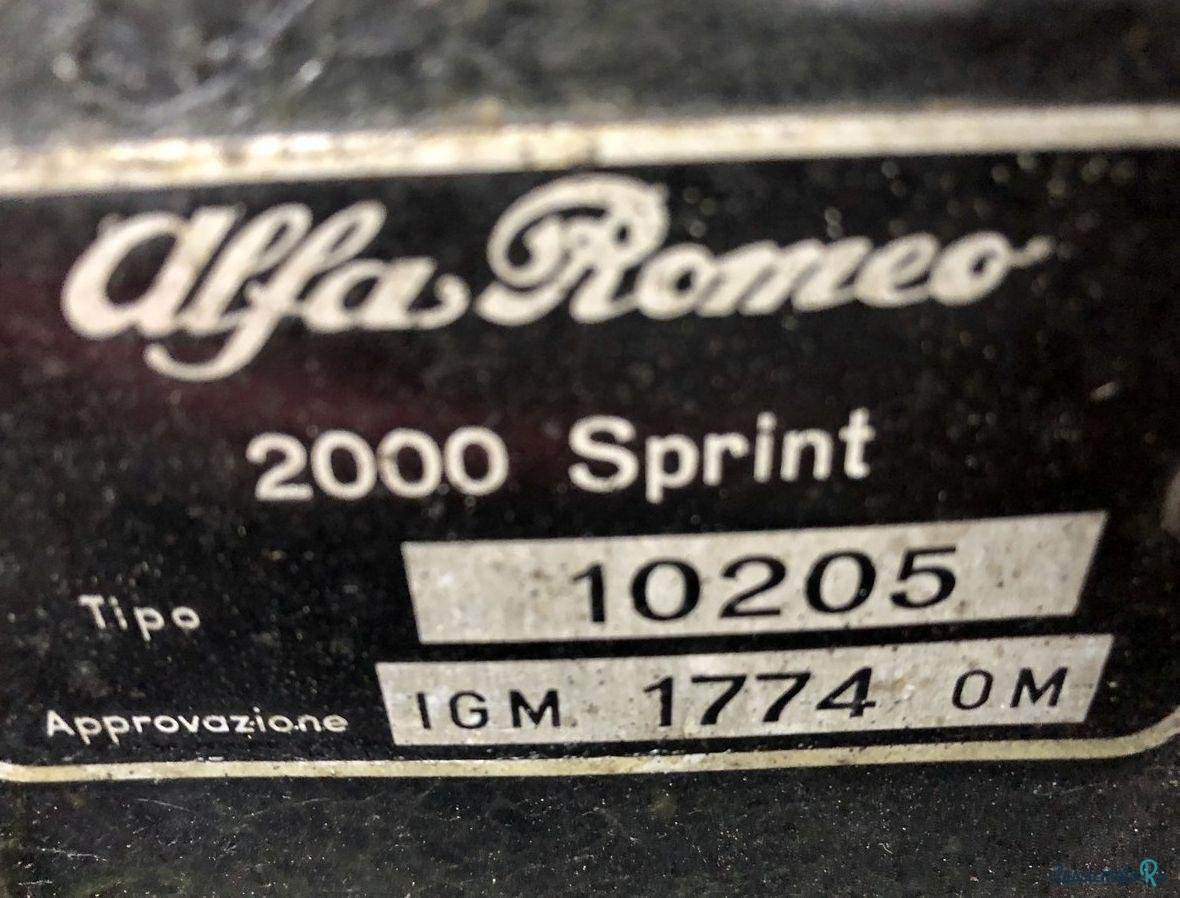 Alfa Romeo
2000 Sprint
Tipo 10205
Approvazione IGM 1774 OM